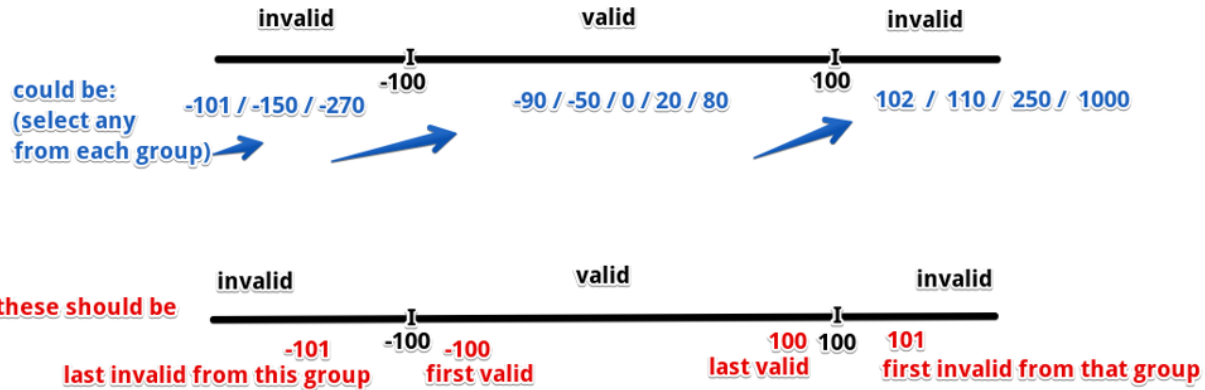 invalid valid invalid
I I
-100 100
could be:
(select any
from each group)
-101 / -150 / -270 -90 / -50 / 0 / 20 / 80 102 / 110 / 250 / 1000
invalid valid invalid
these should be
I I
-100 100
-101 -100 100 101
last invalid from this group first valid last valid first invalid from that group